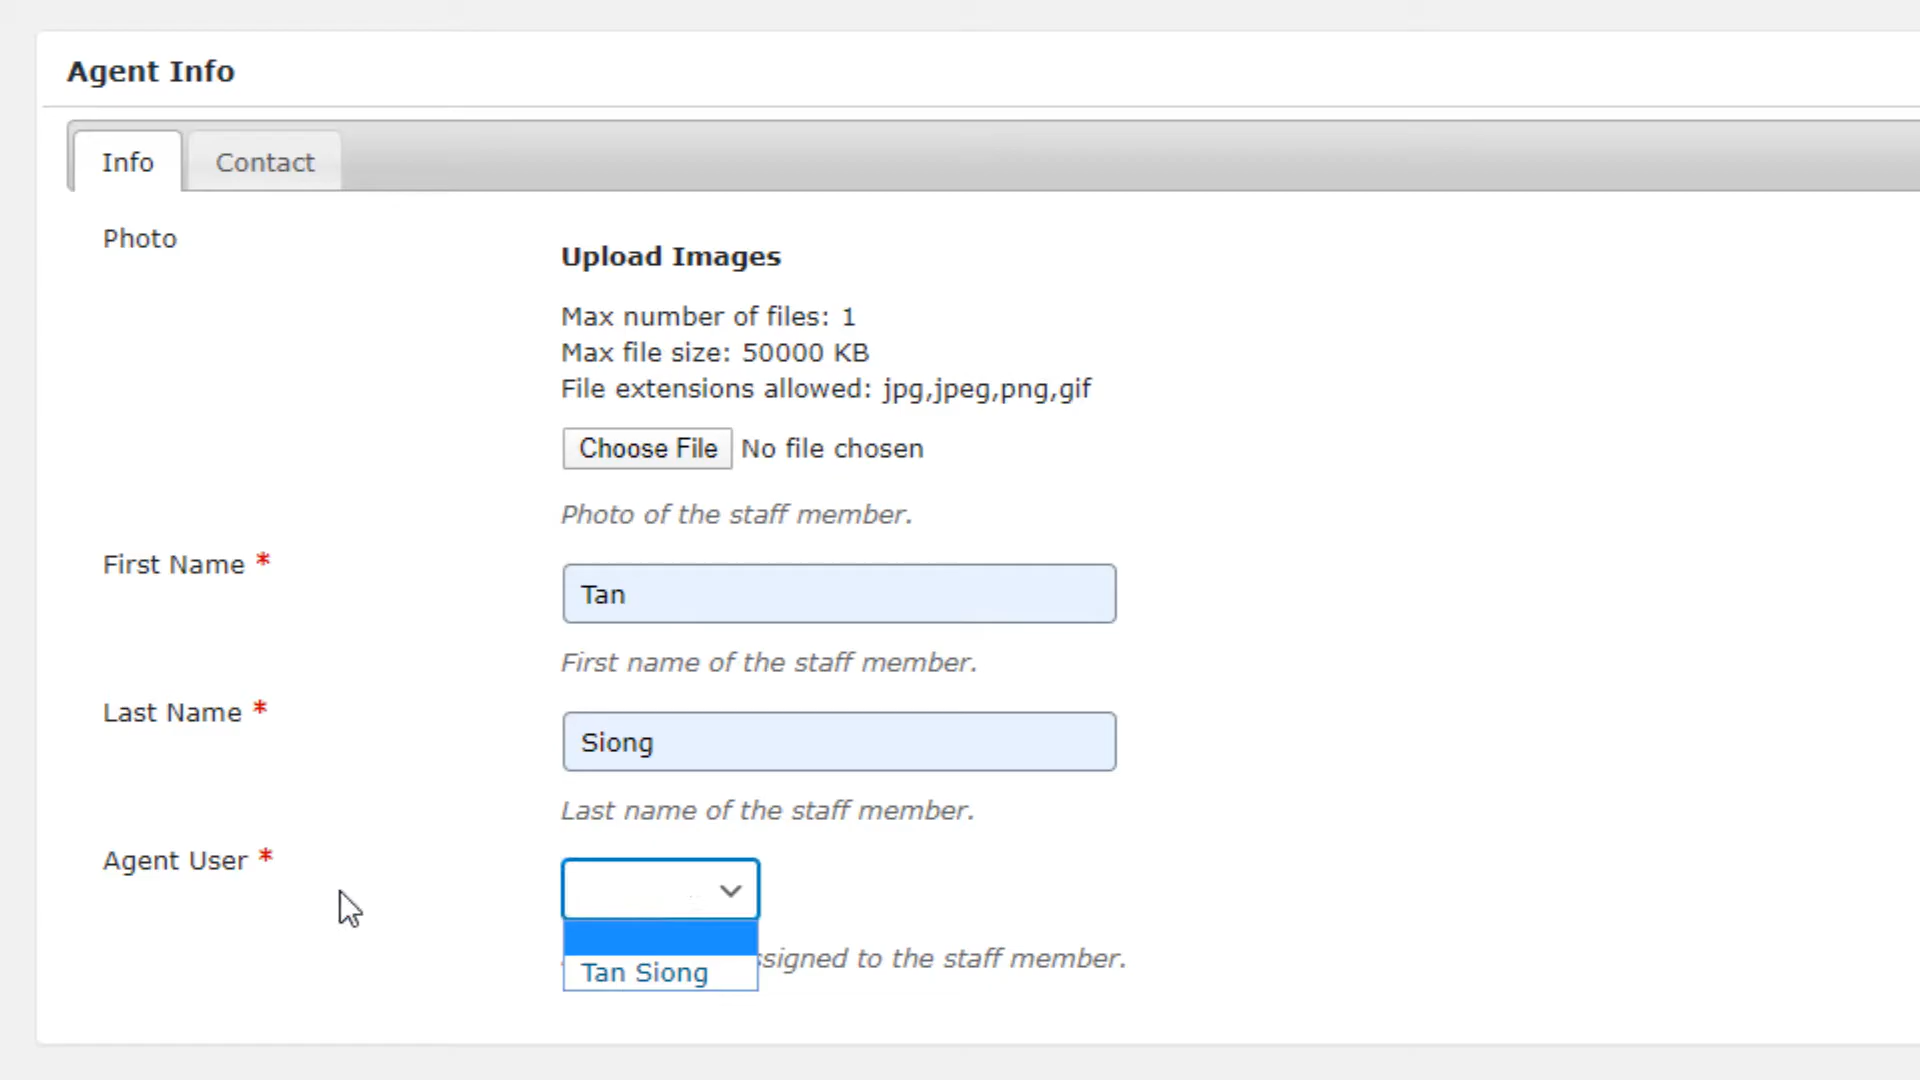 Agent Info
Info
Contact
Photo
Upload Images
Max number of files: 1
Max file size: 50000 KB
File extensions allowed: jpg,jpeg,png,gif
Choose File No file chosen
Photo of the staff member.
First Name *
Tan
First name of the staff member.
Last Name *
Siong
Last name of the staff member.
Agent User *
to the staff member.
Tan Siong